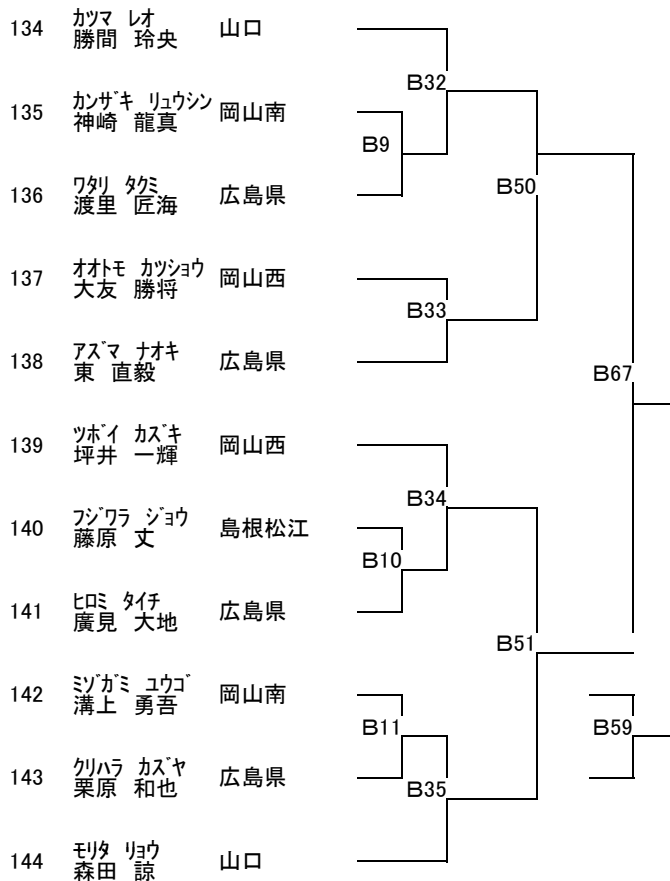 カツマ レオ
134 勝間 玲央 山口
B32
カンザキ リュウシン
135 神崎 龍真 岡山南
B9
B50
ワタリ タクミ
136 渡里 匠海 広島県
オオトモ カツショウ
137 大友 勝将 岡山西
B33
アズマ ナオキ
138 東 直毅 広島県
B67
ツボイ カズキ
139 坪井 一輝 岡山西
B34
フジワラ ジョウ
140 藤原 丈 島根松江
B10
ヒロミ タイチ
141 廣見 大地 広島県
B51
ミゾガミ ユウゴ
142 溝上 勇吾 岡山南
B11
B59
クリハラ カズヤ
143 栗原 和也 広島県
B35
モリタ リョウ
144 森田 諒 山口